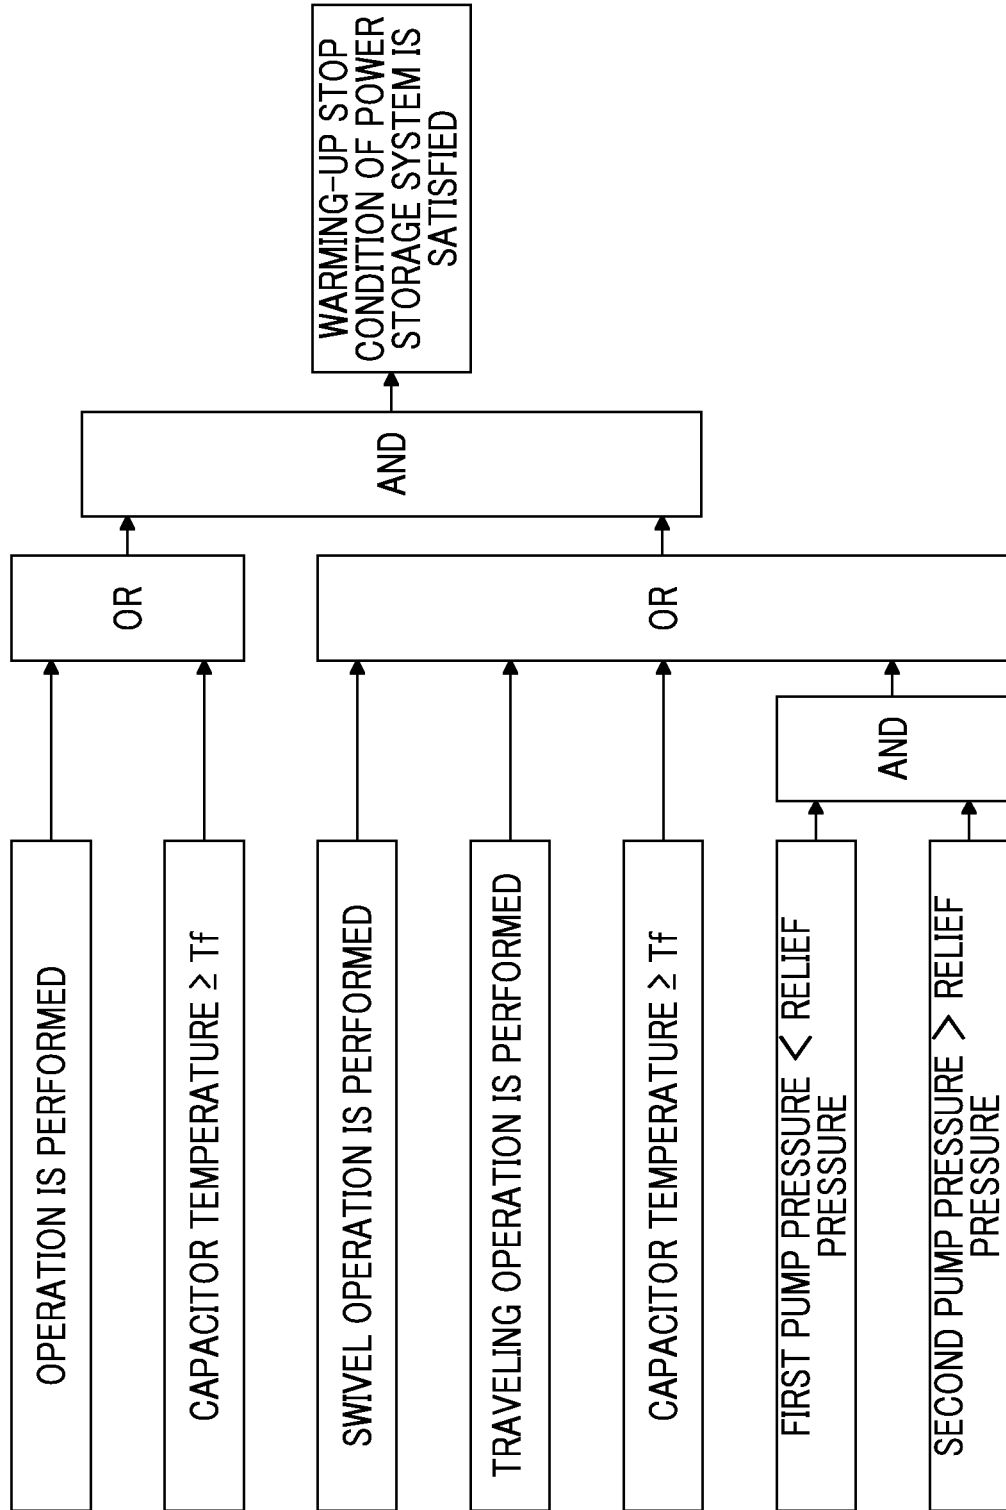 OPERATION IS PERFORMED
CAPACITOR TEMPERATURE ≥ Tf
OR
SWIVEL OPERATION IS PERFORMED
TRAVELING OPERATION IS PERFORMED
CAPACITOR TEMPERATURE ≥ Tf
FIRST PUMP PRESSURE < RELIEF
PRESSURE
SECOND PUMP PRESSURE > RELIEF
PRESSURE
AND
OR
AND
WARMING-UP STOP
CONDITION OF POWER
STORAGE SYSTEM IS
SATISFIED